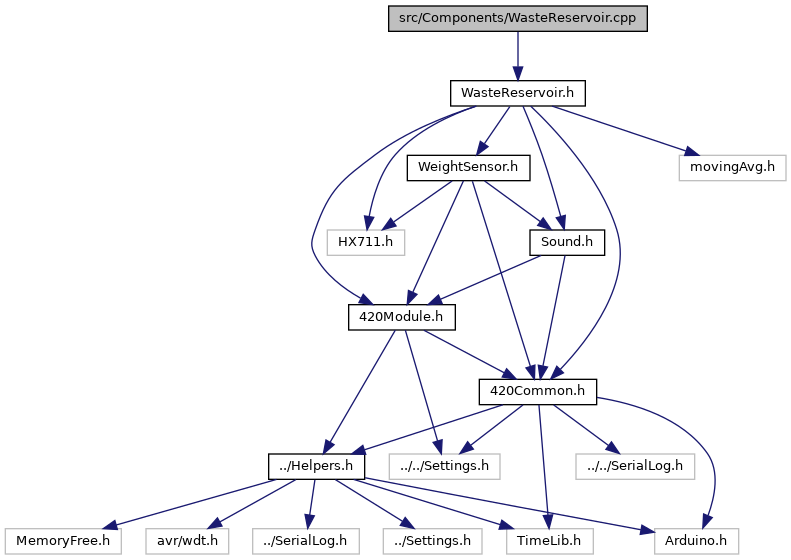 src/Components/WasteReservoir.cpp
WasteReservoir.h
WeightSensor.h
movingAvg.h
HX711.h
Sound.h
420Module.h
420Common.h
../Helpers.h
../../Settings.h
../../SerialLog.h
MemoryFree.h
avr/wdt.h
../SerialLog.h
../Settings.h
TimeLib.h
Arduino.h